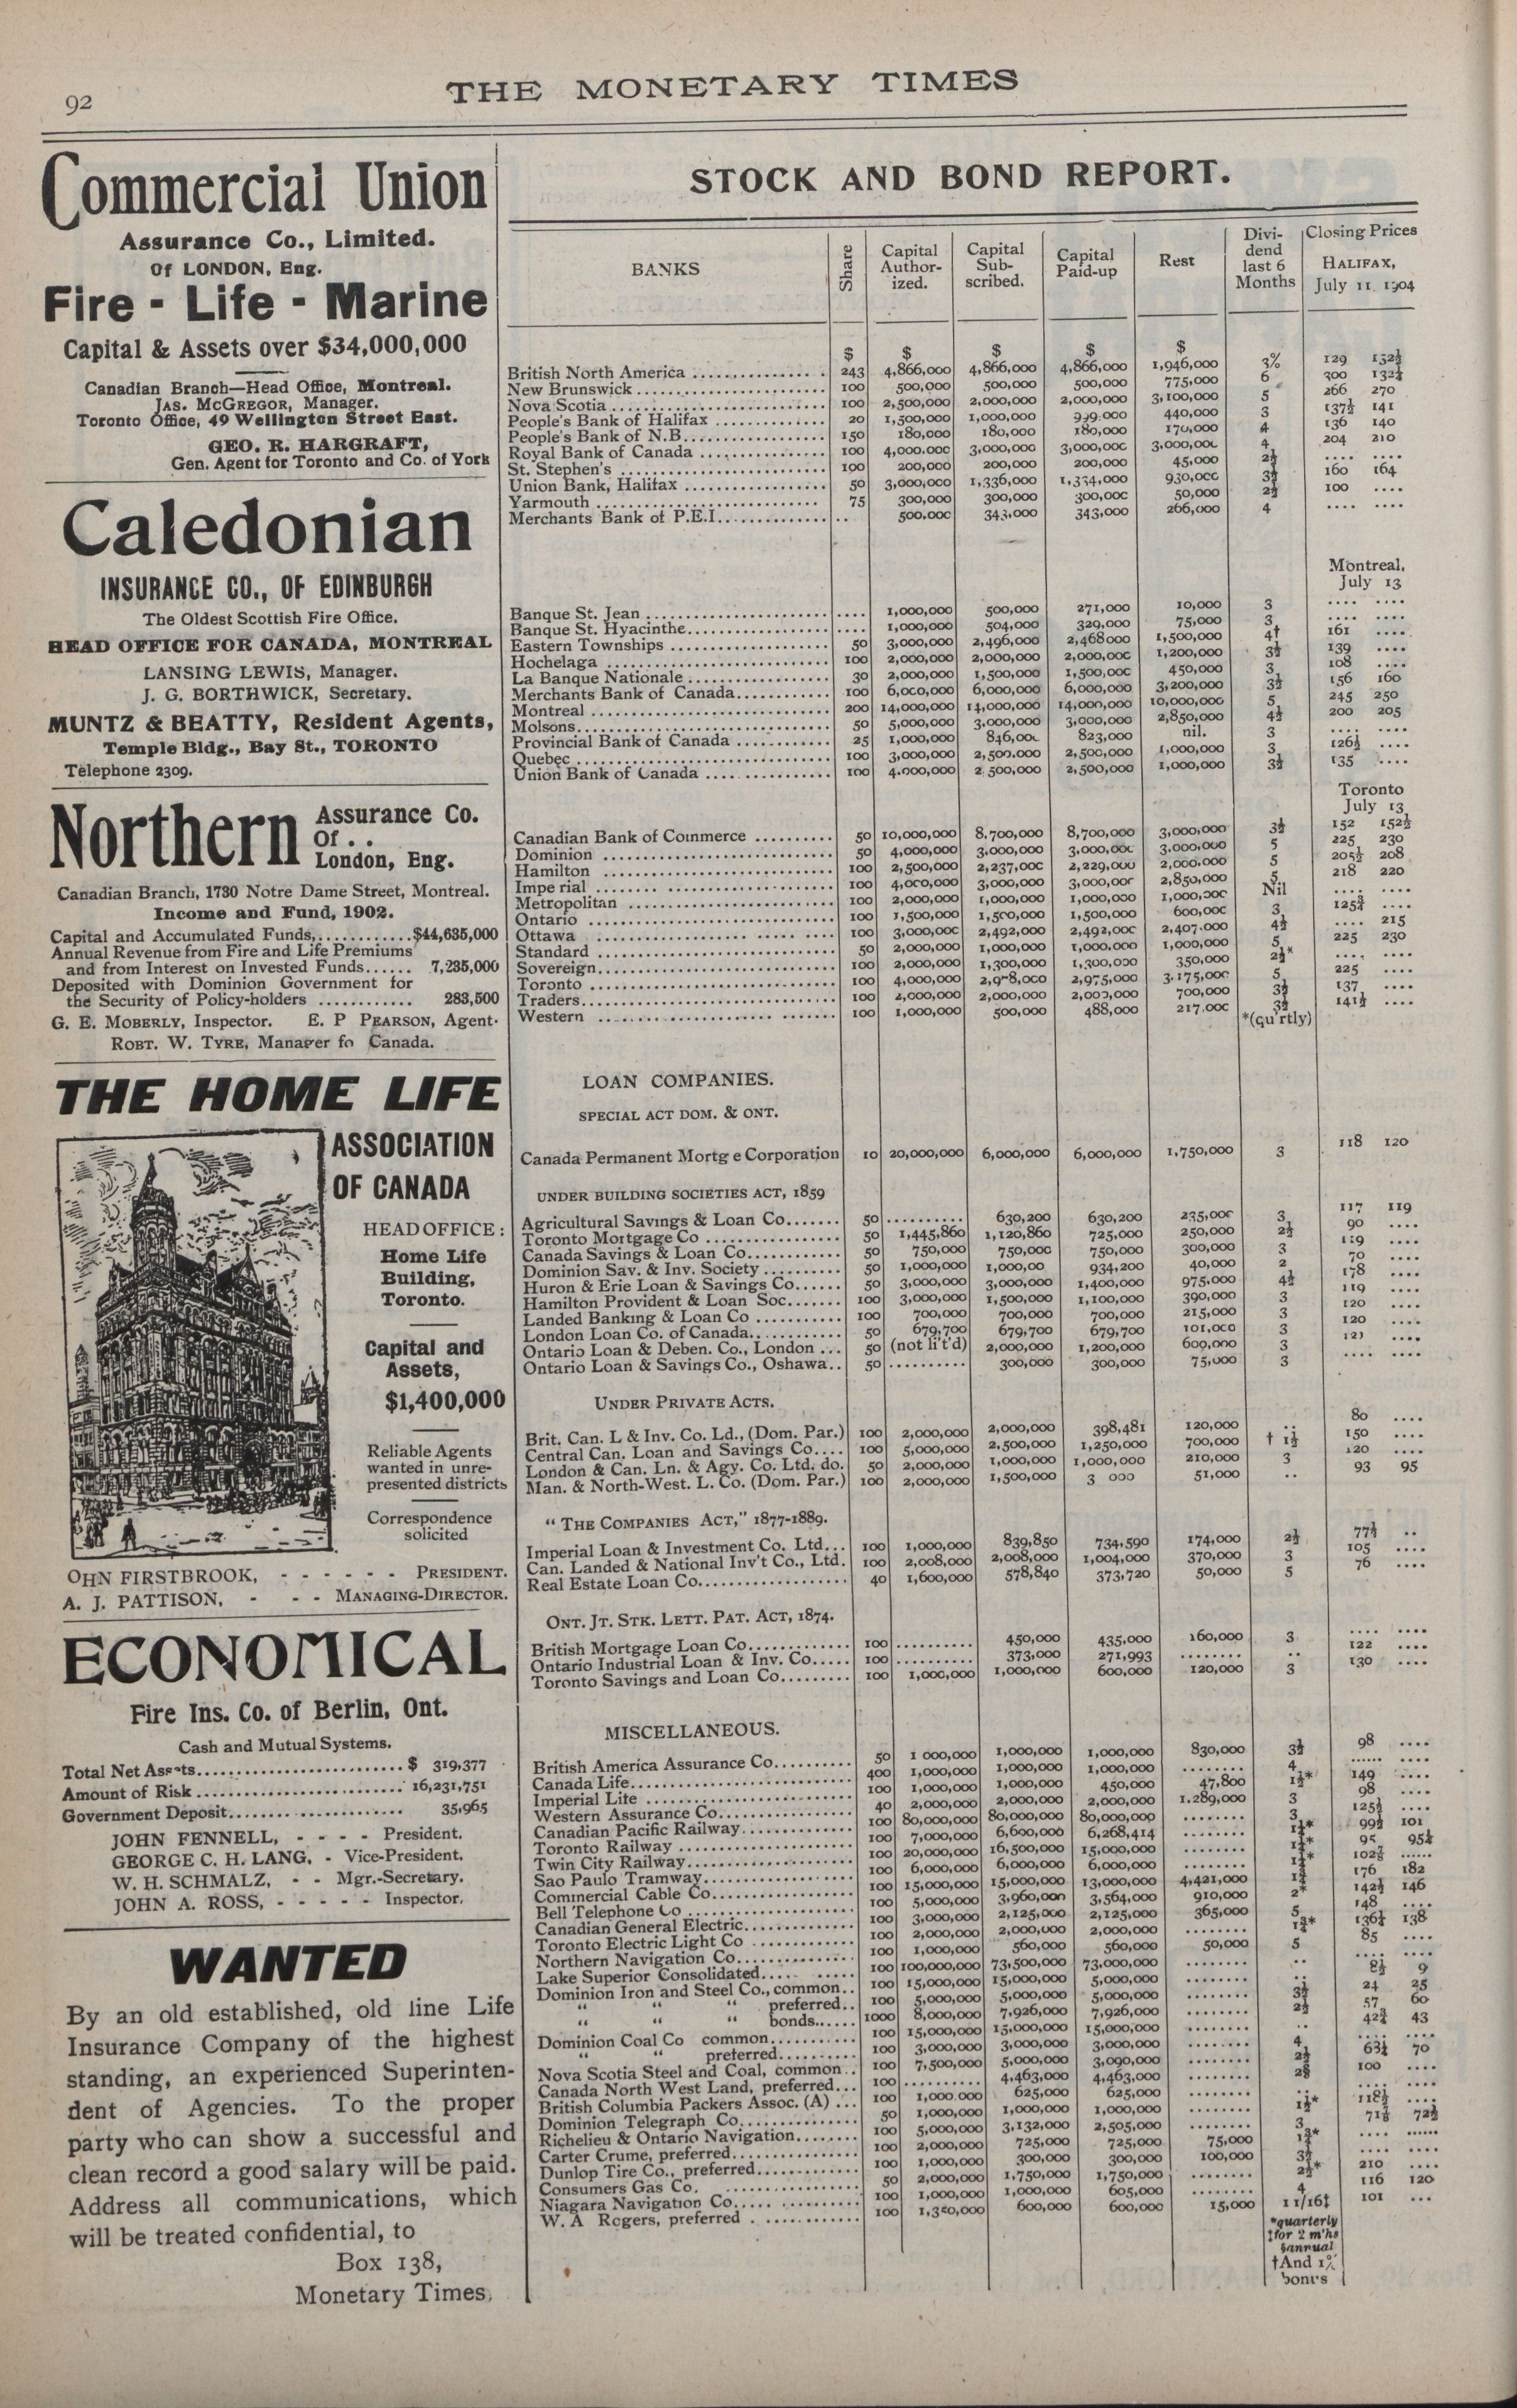 92
THE MONETARY TIMES
Commercial Union
Assurance Co., Limited.
Of LONDON, Eng.
Fire - Life - Marine
Capital & Assets over $34,000,000
Canadian Branch—Head Office, Montreal.
JAS. McGREGOR, Manager.
Toronto Office, 49 Wellington Street East.
GEO. R. HARGRAFT,
Gen. Agent for Toronto and Co. of York
Caledonian
INSURANCE CO., OF EDINBURGH
The Oldest Scottish Fire Office.
HEAD OFFICE FOR CANADA, MONTREAL
LANSING LEWIS, Manager.
J. G. BORTHWICK, Secretary.
MUNTZ & BEATTY, Resident Agents,
Temple Bldg., Bay St., TORONTO
Telephone 2309.
Northern Assurance Co.
Of . .
London, Eng.
Canadian Branch, 1730 Notre Dame Street, Montreal.
Income and Fund, 1902.
Capital and Accumulated Funds,............$44,635,000
Annual Revenue from Fire and Life Premiums
and from Interest on Invested Funds...... 7,235,000
Deposited with Dominion Government for
the Security of Policy-holders ............ 283,500
G. E. MOBERLY, Inspector. E. P PEARSON, Agent.
ROBT. W. TYRE, Manager fo Canada.
THE HOME LIFE
ASSOCIATION
OF CANADA
HEAD OFFICE:
Home Life
Building,
Toronto.
Capital and
Assets,
$1,400,000
Reliable Agents
wanted in unre-
presented districts
Correspondence
solicited
OHN FIRSTBROOK, - - - - - - PRESIDENT.
A. J. PATTISON, - - - MANAGING-DIRECTOR.
ECONOMICAL
Fire Ins. Co. of Berlin, Ont.
Cash and Mutual Systems.
Total Net Assets.......................... $ 319,377
Amount of Risk .......................... 16,231,751
Government Deposit...................... 35,965
JOHN FENNELL, - - - - President.
GEORGE C. H. LANG, - Vice-President.
W. H. SCHMALZ, - - Mgr.-Secretary.
JOHN A. ROSS, - - - - - Inspector.
WANTED
By an old established, old line Life
Insurance Company of the highest
standing, an experienced Superinten-
dent of Agencies. To the proper
party who can show a successful and
clean record a good salary will be paid.
Address all communications, which
will be treated confidential, to
Box 138,
Monetary Times.
STOCK AND BOND REPORT.
BANKS | Share | Capital Author-ized. | Capital Sub-scribed. | Capital Paid-up | Rest | Divi-dend last 6 Months | Closing Prices HALIFAX, July 11, 1904
$ $ $ $ $
British North America 243 4,866,000 4,866,000 4,866,000 1,946,000 3% 129 132½
New Brunswick 100 500,000 500,000 500,000 775,000 6 300
Nova Scotia 100 2,500,000 2,000,000 2,000,000 3,100,000 5 266 270
People's Bank of Halifax 20 1,500,000 1,000,000 999.000 440,000 3 137½ 141
People's Bank of N.B. 150 180,000 180,000 180,000 170,000 4 136 140
Royal Bank of Canada 100 4,000.000 3,000,000 3,000,000 3,000,000 4 204 210
St. Stephen's 100 200,000 200,000 200,000 45,000 2½ .... ....
Union Bank, Halifax 50 3,000,000 1,336,000 1,334,000 930,000 3½ 160 164
Yarmouth 75 300,000 300,000 300,000 50,000 2½ 100 ....
Merchants Bank of P.E.I. .. 500.000 343,000 343,000 266,000 4 .... ....
Montreal,
July 13
Banque St. Jean .... 1,000,000 500,000 271,000 10,000 3 .... ....
Banque St. Hyacinthe .... 1,000,000 504,000 329,000 75,000 3 .... ....
Eastern Townships 50 3,000,000 2,496,000 2,468 000 1,500,000 4† 161 ....
Hochelaga 100 2,000,000 2,000,000 2,000,000 1,200,000 3½ 139 ....
La Banque Nationale 30 2,000,000 1,500,000 1,500,000 450,000 3 108 ....
Merchants Bank of Canada 100 6,000,000 6,000,000 6,000,000 3,200,000 3½ 156 160
Montreal 200 14,000,000 14,000,000 14,000,000 10,000,000 5 245 250
Molsons 50 5,000,000 3,000,000 3,000,000 2,850,000 4½ 200 205
Provincial Bank of Canada 25 1,000,000 846,000 823,000 nil. 3 .... ....
Quebec 100 3,000,000 2,500.000 2,500,000 1,000,000 3 126½ ....
Union Bank of Canada 100 4.000,000 2 500,000 2,500,000 1,000,000 3½ 135 ....
Toronto
July 13
Canadian Bank of Commerce 50 10,000,000 8.700,000 8,700,000 3,000,000 3½ 152 152½
Dominion 50 4,000,000 3,000,000 3,000,000 3,000,000 5 225 230
Hamilton 100 2,500,000 2,237,000 2,229,000 2,000,000 5 205½ 208
Impe rial 100 4,000,000 3,000,000 3,000,000 2,850,000 5 218 220
Metropolitan 100 2,000,000 1,000,000 1,000,000 1,000,000 Nil .... ....
Ontario 100 1,500,000 1,500,000 1,500,000 600,000 3 ....
Ottawa 100 3,000,000 2,492,000 2,492,000 2,407.000 4½ .... 215
Standard 50 2,000,000 1,000,000 1,000,000 1,000,000 5 225 230
Sovereign 100 2,000,000 1,300,000 1,300,000 350,000 * .... ....
Toronto 100 4,000,000 2,978,000 2,975,000 3.175,000 5 225 ....
Traders 100 2,000,000 2,000,000 2,000,000 700,000 3½ 137 ....
Western 100 1,000,000 500,000 488,000 217,000 3½ 141½ ....
*(qu'rtly)
LOAN COMPANIES.
SPECIAL ACT DOM. & ONT.
Canada Permanent Mortg e Corporation 10 20,000,000 6,000,000 6,000,000 1,750,000 3 118 120
UNDER BUILDING SOCIETIES ACT, 1859
Agricultural Savings & Loan Co. 50 .......... 630,200 630,200 235,000 3 117 119
Toronto Mortgage Co 50 1,445,860 1,120,860 725,000 250,000 2½ 90 ....
Canada Savings & Loan Co. 50 750,000 750,000 750,000 300,000 3 119 ....
Dominion Sav. & Inv. Society 50 1,000,000 1,000,00 934,200 40,000 2 70 ....
Huron & Erie Loan & Savings Co. 50 3,000,000 3,000,000 1,400,000 975,000 4½ 178 ....
Hamilton Provident & Loan Soc. 100 3,000,000 1,500,000 1,100,000 390,000 3 119 ....
Landed Banking & Loan Co 100 700,000 700,000 700,000 215,000 3 120 ....
London Loan Co. of Canada 50 679,700 679,700 679,700 101,000 3 120 ....
Ontario Loan & Deben. Co., London 50 (not li't'd) 2,000,000 1,200,000 600,000 3 121 ....
Ontario Loan & Savings Co., Oshawa 50 .......... 300,000 300,000 75,000 3 .... ....
UNDER PRIVATE ACTS.
Brit. Can. L & Inv. Co. Ld., (Dom. Par.) 100 2,000,000 2,000,000 398,481 120,000 .. 80 ....
Central Can. Loan and Savings Co. 100 5,000,000 2,500,000 1,250,000 700,000 † 1½ 150 ....
London & Can. Ln. & Agy. Co. Ltd. do. 50 2,000,000 1,000,000 1,000,000 210,000 3 120 ....
Man. & North-West. L. Co. (Dom. Par.) 100 2,000,000 1,500,000 3 000 51,000 .. 93 95
"THE COMPANIES ACT," 1877-1889.
Imperial Loan & Investment Co. Ltd. 100 1,000,000 839,850 734,590 174,000 2½ 77½ ..
Can. Landed & National Inv't Co., Ltd. 100 2,008,000 2,008,000 1,004,000 370,000 3 105 ....
Real Estate Loan Co. 40 1,600,000 578,840 373,720 50,000 5 76 ....
ONT. JT. STK. LETT. PAT. ACT, 1874.
British Mortgage Loan Co. 100 .......... 450,000 435,000 160,000 3 .... ....
Ontario Industrial Loan & Inv. Co. 100 .......... 373,000 271,993 ........ .. 122 ....
Toronto Savings and Loan Co. 100 1,000,000 1,000,000 600,000 120,000 3 130 ....
MISCELLANEOUS.
British America Assurance Co. 50 1 000,000 1,000,000 1,000,000 830,000 3½ 98 ....
Canada Life 400 1,000,000 1,000,000 1,000,000 ........ 4 ...... ....
Imperial Life 100 1,000,000 1,000,000 450,000 47,800 149 ....
Western Assurance Co. 40 2,000,000 2,000,000 2,000,000 1.289,000 3 98 ....
Canadian Pacific Railway 100 80,000,000 80,000,000 80,000,000 ........ 3 125½ ....
Toronto Railway 100 7,000,000 6,600,000 6,268,414 ........ 99½ 101
Twin City Railway 100 20,000,000 16,500,000 15,000,000 ........ 95 95¼
Sao Paulo Tramway 100 6,000,000 6,000,000 6,000,000 ........ ......
Commercial Cable Co. 100 15,000,000 15,000,000 13,000,000 4,421,000 176 182
Bell Telephone Co 100 5,000,000 3,960,000 3,564,000 910,000 2* 142½ 146
Canadian General Electric 100 3,000,000 2,125,000 2,125,000 365,000 5 148 ....
Toronto Electric Light Co 100 2,000,000 2,000,000 2,000,000 ........ 136½ 138
Northern Navigation Co. 100 1,000,000 560,000 560,000 50,000 5 85 ....
Lake Superior Consolidated 100 100,000,000 73,500,000 73,000,000 ........ .. .... ....
Dominion Iron and Steel Co., common 100 15,000,000 15,000,000 5,000,000 ........ .. 8½ 9
" " " preferred 100 5,000,000 5,000,000 5,000,000 ........ 3½ 24 25
" " " bonds 1000 8,000,000 7,926,000 7,926,000 ........ 2½ 57 60
Dominion Coal Co common 100 15,000,000 15,000,000 15,000,000 ........ .. 43
" " preferred 100 3,000,000 3,000,000 3,000,000 ........ 4 .... ....
Nova Scotia Steel and Coal, common 100 7,500,000 5,000,000 3,090,000 ........ 70
Canada North West Land, preferred 100 .......... 4,463,000 4,463,000 ........ 100 ....
British Columbia Packers Assoc. (A) 100 1,000.000 625,000 625,000 ........ .. .... ....
Dominion Telegraph Co. 50 1,000,000 1,000,000 1,000,000 ........ 1½* 118½ ....
Richelieu & Ontario Navigation 100 5,000,000 3,132,000 2,505,000 ........ 3 72½
Carter Crume, preferred 100 2,000,000 725,000 725,000 75,000 .... ......
Dunlop Tire Co., preferred 100 1,000,000 300,000 300,000 100,000 3½ .... ....
Consumers Gas Co. 50 2,000,000 1,750,000 1,750,000 ........ 2½* 210 ....
Niagara Navigation Co. 100 1,000,000 1,000,000 605,000 ........ 4 116 120
W. A Rogers, preferred 100 600,000 600,000 15,000 1 1/16‡ 101 ...
*quarterly
‡for 2 m'hs
§annual
†And 1%
bonus